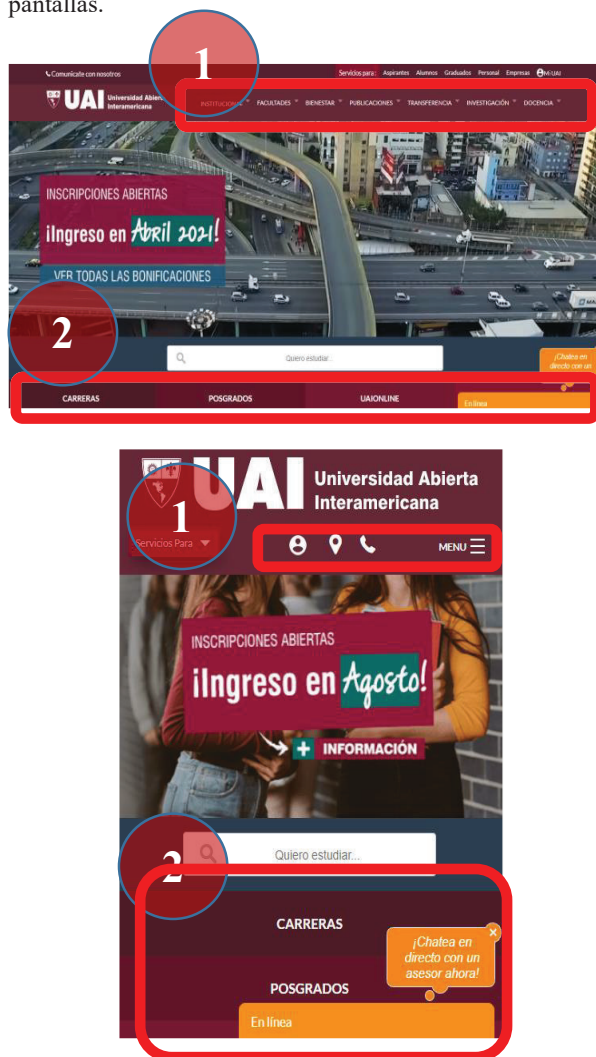 pantallas.
1
Comunícate con nosotros
Servicios para: Aspirantes Alumnos Graduados Personal Empresas MI UAI
UAI Universidad Abierta
Interamericana
INSTITUCIONAL FACULTADES BIENESTAR PUBLICACIONES TRANSFERENCIA INVESTIGACIÓN DOCENCIA
INSCRIPCIONES ABIERTAS
¡Ingreso en Abril 2021!
VER TODAS LAS BONIFICACIONES
2
Quiero estudiar...
¡Chatea en
directo con un
CARRERAS POSGRADOS UAIONLINE
En línea
UAI Universidad Abierta
Interamericana
1
Servicios Para
MENU
INSCRIPCIONES ABIERTAS
¡Ingreso en Agosto!
+ INFORMACIÓN
2
Quiero estudiar...
CARRERAS
¡Chatea en
directo con un
asesor ahora!
POSGRADOS
En línea